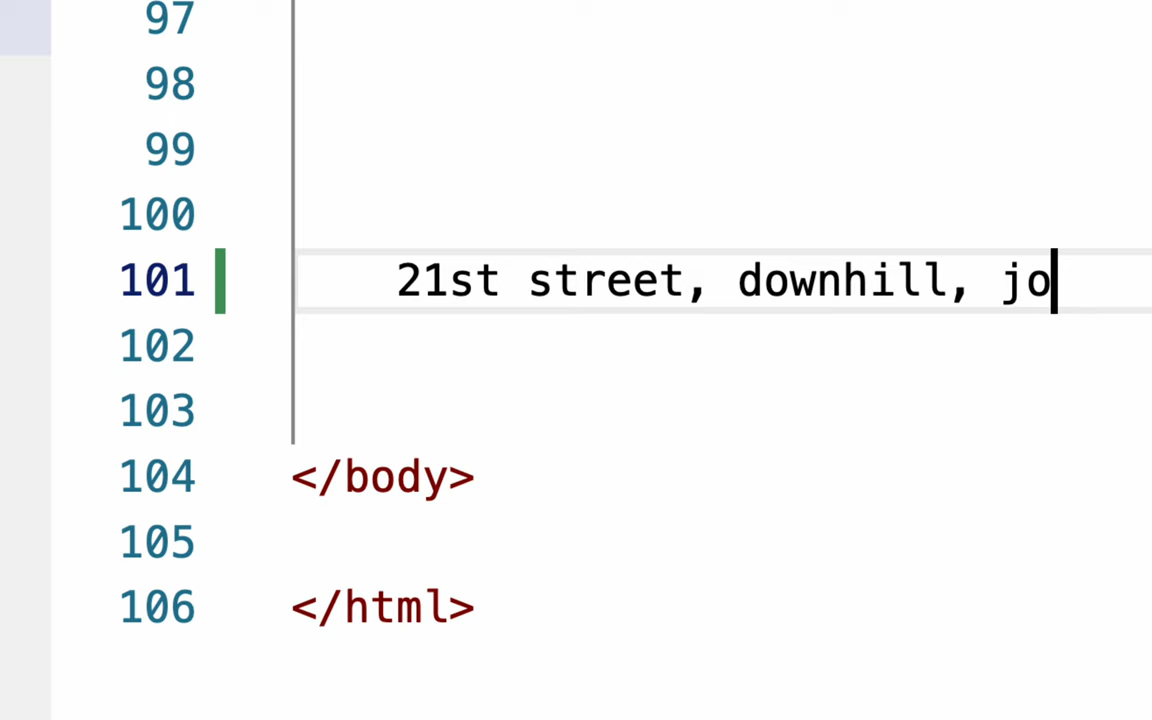 97
98
99
100
101 21st street, downhill, jo
102
103
104 </body>
105
106 </html>